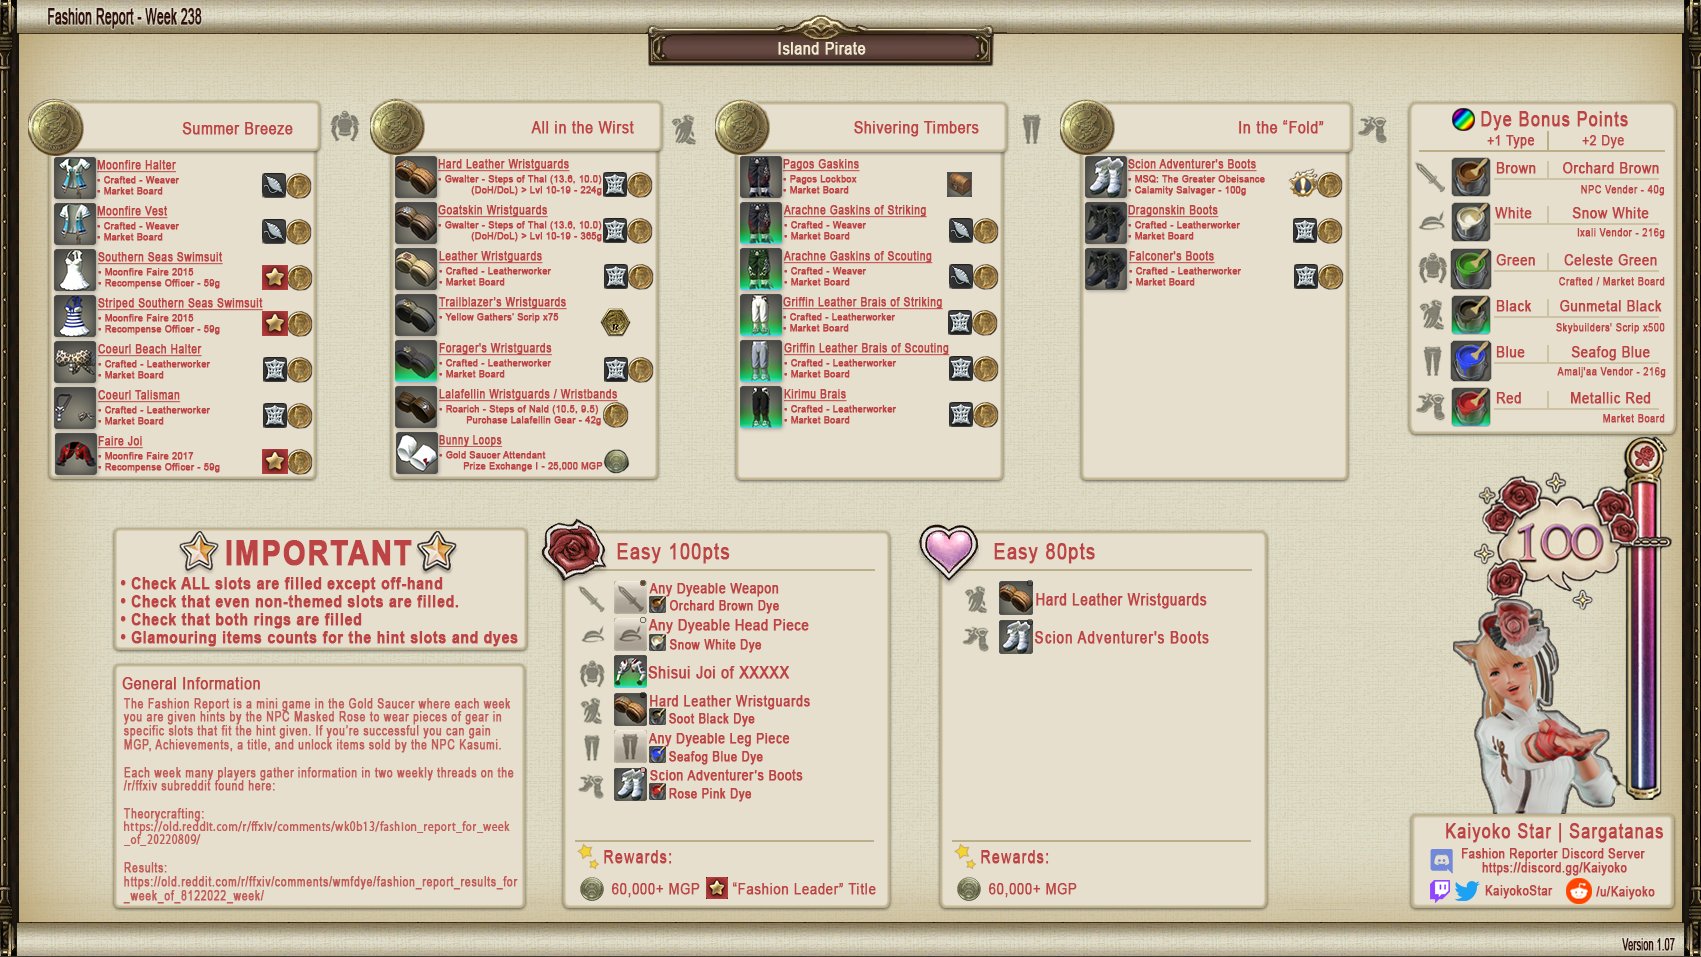 Fashion Report - Week 238
Island Pirate
Summer Breeze
Moonfire Halter
• Crafted - Weaver
• Market Board
Moonfire Vest
• Crafted - Weaver
• Market Board
Southern Seas Swimsuit
• Moonfire Faire 2015
• Recompense Officer - 59g
Striped Southern Seas Swimsuit
• Moonfire Faire 2015
• Recompense Officer - 59g
Coeurl Beach Halter
• Crafted - Leatherworker
• Market Board
Coeurl Talisman
• Crafted - Leatherworker
• Market Board
Faire Joi
• Moonfire Faire 2017
• Recompense Officer - 59g
All in the Wirst
Hard Leather Wristguards
• Gwalter - Steps of Thal (13.6, 10.0)
(DoH/DoL) > Lvl 10-19 - 224g
Goatskin Wristguards
• Gwalter - Steps of Thal (13.6, 10.0)
(DoH/DoL) > Lvl 10-19 - 365g
Leather Wristguards
• Crafted - Leatherworker
• Market Board
Trailblazer's Wristguards
• Yellow Gathers' Scrip x75
Forager's Wristguards
• Crafted - Leatherworker
• Market Board
Lalafellin Wristguards / Wristbands
• Roarich - Steps of Nald (10.5, 9.5)
Purchase Lalafellin Gear - 42g
Bunny Loops
• Gold Saucer Attendant
Prize Exchange I - 25,000 MGP
Shivering Timbers
Pagos Gaskins
• Pagos Lockbox
• Market Board
Arachne Gaskins of Striking
• Crafted - Weaver
• Market Board
Arachne Gaskins of Scouting
• Crafted - Weaver
• Market Board
Griffin Leather Brais of Striking
• Crafted - Leatherworker
• Market Board
Griffin Leather Brais of Scouting
• Crafted - Leatherworker
• Market Board
Kirimu Brais
• Crafted - Leatherworker
• Market Board
In the “Fold”
Scion Adventurer's Boots
• MSQ: The Greater Obeisance
• Calamity Salvager - 100g
Dragonskin Boots
• Crafted - Leatherworker
• Market Board
Falconer's Boots
• Crafted - Leatherworker
• Market Board
Dye Bonus Points
+1 Type +2 Dye
Brown Orchard Brown
NPC Vender - 40g
White Snow White
Ixali Vendor - 216g
Green Celeste Green
Crafted / Market Board
Black Gunmetal Black
Skybuilders' Scrip x500
Blue Seafog Blue
Amalj'aa Vendor - 216g
Red Metallic Red
Market Board
IMPORTANT
• Check ALL slots are filled except off-hand
• Check that even non-themed slots are filled.
• Check that both rings are filled
• Glamouring items counts for the hint slots and dyes
General Information
The Fashion Report is a mini game in the Gold Saucer where each week
you are given hints by the NPC Masked Rose to wear pieces of gear in
specific slots that fit the hint given. If you're successful you can gain
MGP, Achievements, a title, and unlock items sold by the NPC Kasumi.
Each week many players gather information in two weekly threads on the
/r/ffxiv subreddit found here:
Theorycrafting:
https://old.reddit.com/r/ffxiv/comments/wk0b13/fashion_report_for_week
_of_20220809/
Results:
https://old.reddit.com/r/ffxiv/comments/wmfdye/fashion_report_results_for
_week_of_8122022_week/
Easy 100pts
Any Dyeable Weapon
Orchard Brown Dye
Any Dyeable Head Piece
Snow White Dye
Shisui Joi of XXXXX
Hard Leather Wristguards
Soot Black Dye
Any Dyeable Leg Piece
Seafog Blue Dye
Scion Adventurer's Boots
Rose Pink Dye
Rewards:
60,000+ MGP “Fashion Leader” Title
Easy 80pts
Hard Leather Wristguards
Scion Adventurer's Boots
Rewards:
60,000+ MGP
100
Kaiyoko Star | Sargatanas
Fashion Reporter Discord Server
https://discord.gg/Kaiyoko
KaiyokoStar /u/Kaiyoko
Version 1.07